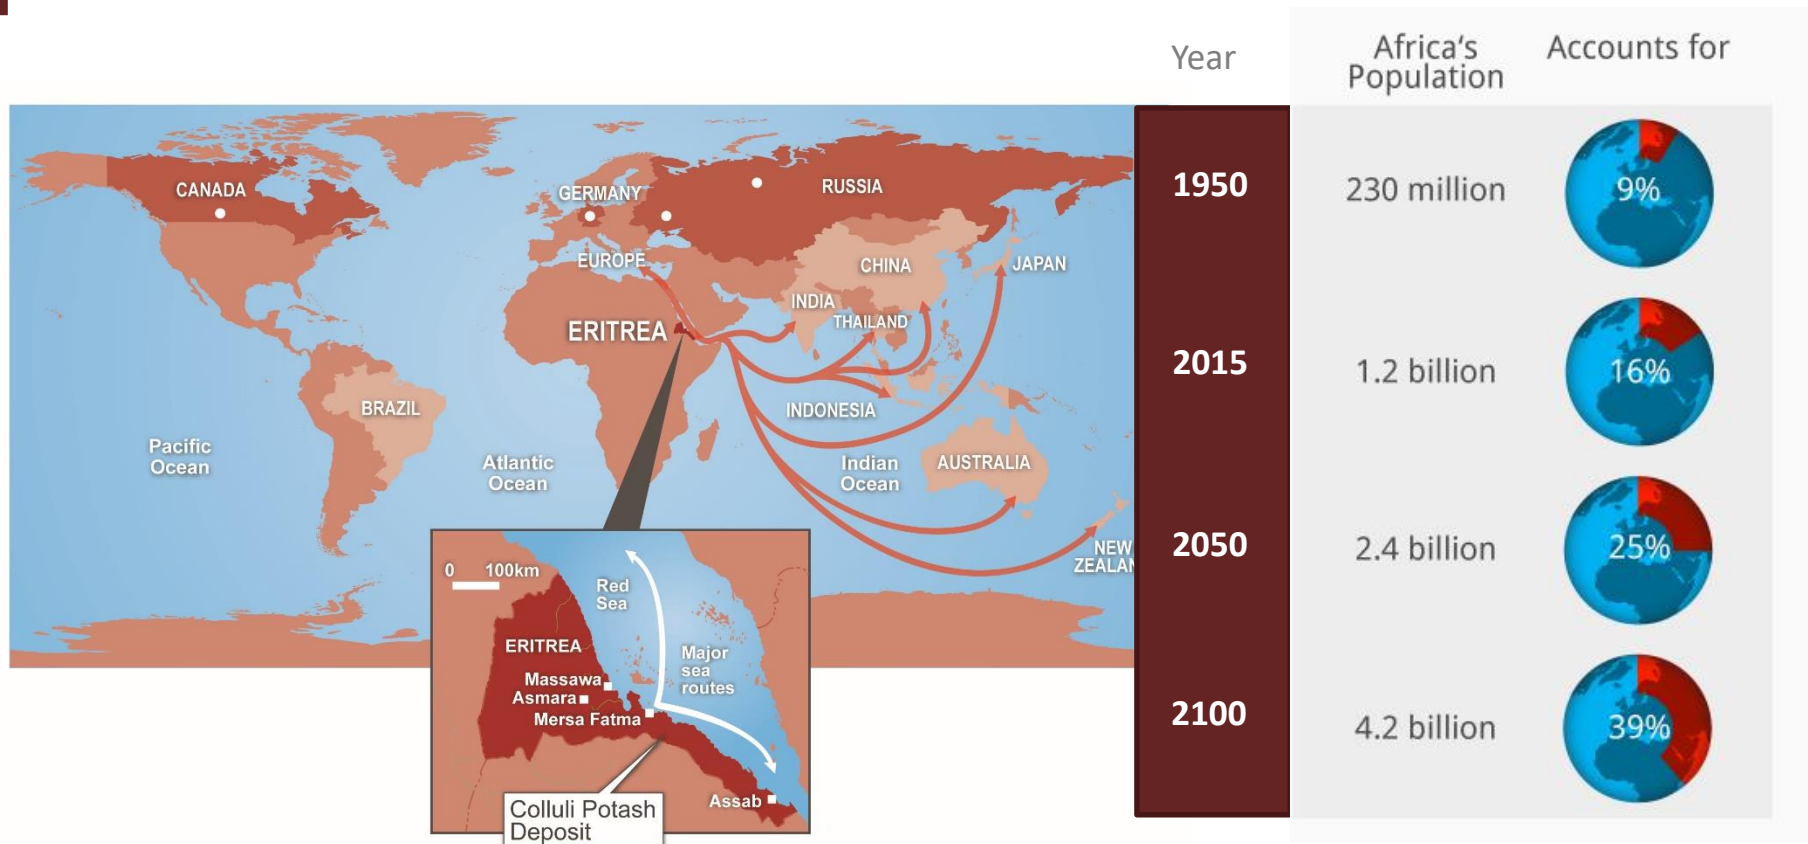 CANADA
GERMANY
RUSSIA
EUROPE
CHINA
JAPAN
INDIA
THAILAND
ERITREA
BRAZIL
INDONESIA
Pacific
Ocean
Atlantic
Ocean
Indian
Ocean
AUSTRALIA
NEW
ZEALAN
0 100km
Red
Sea
ERITREA
Major
sea
routes
Massawa
Asmara
Mersa Fatma
Assab
Colluli Potash
Deposit
Year
Africa's
Population
Accounts for
1950
230 million
9%
2015
1.2 billion
16%
2050
2.4 billion
25%
2100
4.2 billion
39%